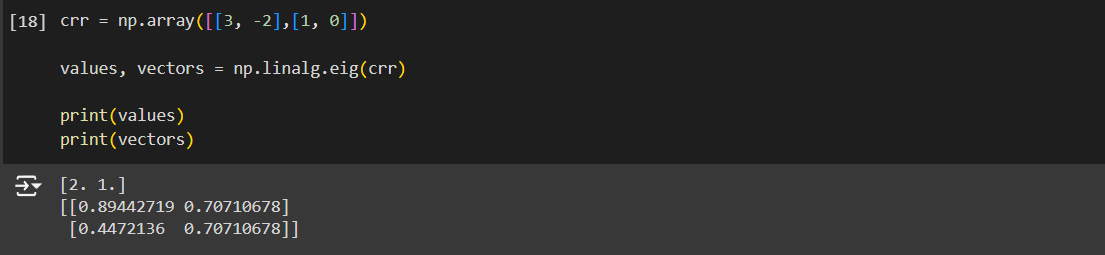 [18] crr = np.array([[3, -2],[1, 0]])
values, vectors = np.linalg.eig(crr)
print(values)
print(vectors)
[2. 1.]
[[0.89442719 0.70710678]
 [0.4472136  0.70710678]]